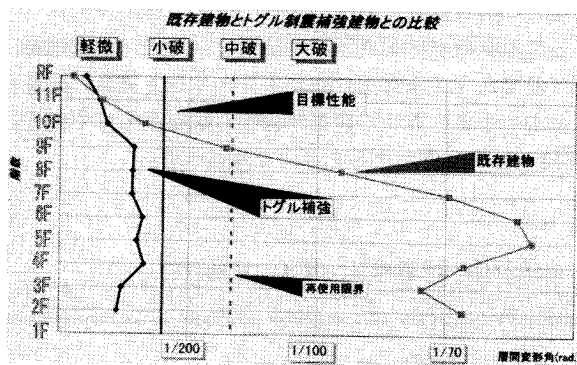 既存建物とトグル制震補強建物との比較
軽微 小破 中破 大破
RF
11F
10F
9F
8F
7F
6F
5F
4F
3F
2F
1F
目標性能
既存建物
トグル補強
再使用限界
1/200 1/100 1/70 層間変形角(rad.